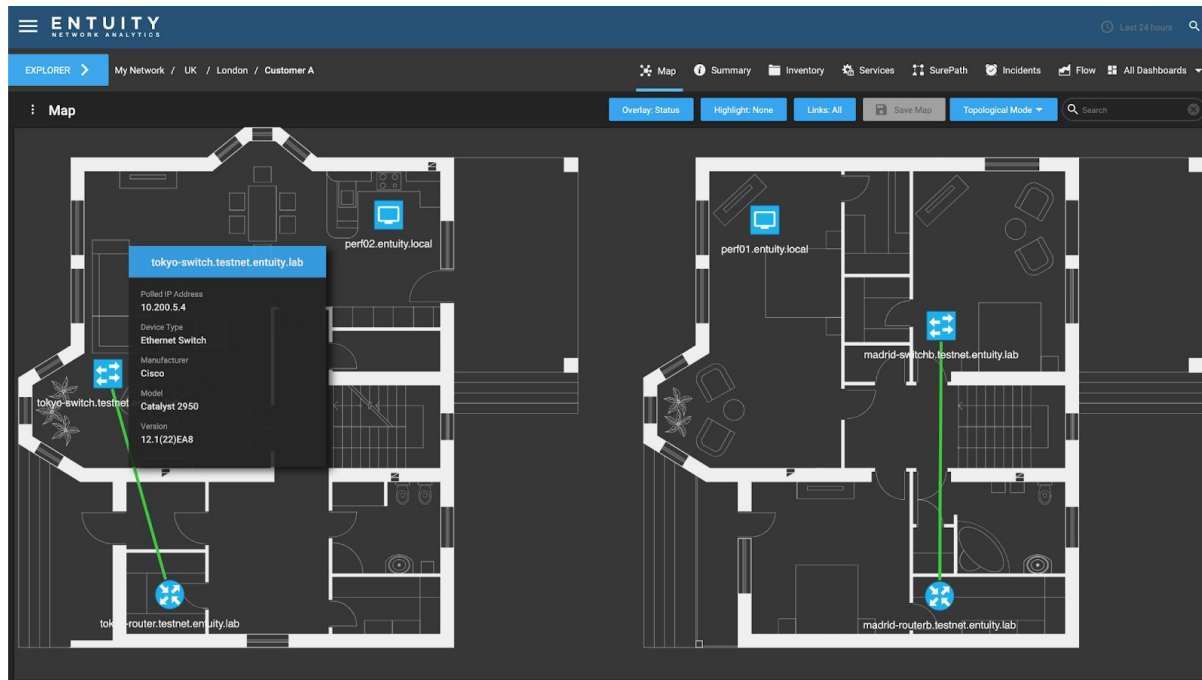 ENTUITY
NETWORK ANALYTICS
Last 24 hours
EXPLORER
My Network / UK / London / Customer A
Map
Summary
Inventory
Services
SurePath
Incidents
Flow
All Dashboards
Map
Overlay: Status
Highlight: None
Links: All
Save Map
Topological Mode
Search
perf02.entuity.local
perf01.entuity.local
tokyo-switch.testnet.entuity.lab
Polled IP Address
10.200.5.4
Device Type
Ethernet Switch
Manufacturer
Cisco
Model
Catalyst 2950
Version
12.1(22)EA8
madrid-switchb.testnet.entuity.lab
tokyo-switch.testnet
router.testnet.entuity.lab
madrid-routerb.testnet.entuity.lab